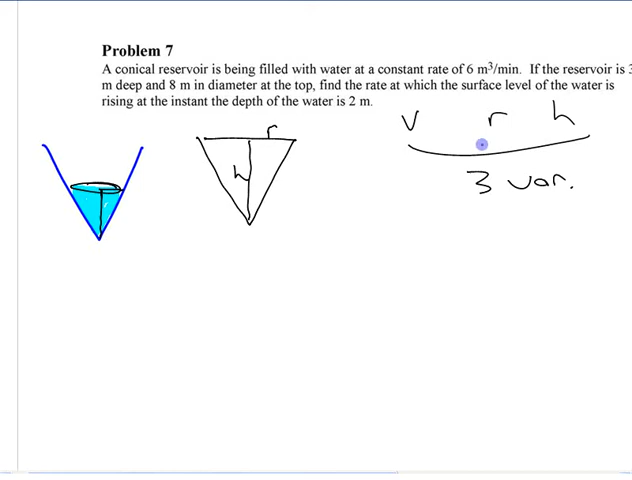 Problem 7
A conical reservoir is being filled with water at a constant rate of 6 m³/min. If the reservoir is 3
m deep and 8 m in diameter at the top, find the rate at which the surface level of the water is
rising at the instant the depth of the water is 2 m.
V r h
r
h
3 var.